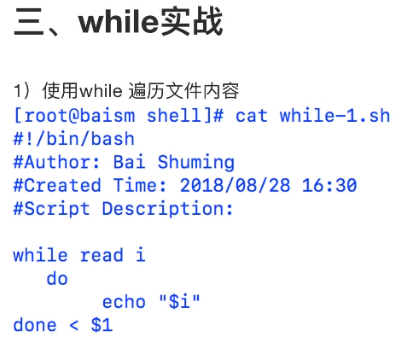 三、while实战
1）使用while 遍历文件内容
[root@baism shell]# cat while-1.sh
#!/bin/bash
#Author: Bai Shuming
#Created Time: 2018/08/28 16:30
#Script Description:
while read i
do
echo "$i"
done < $1